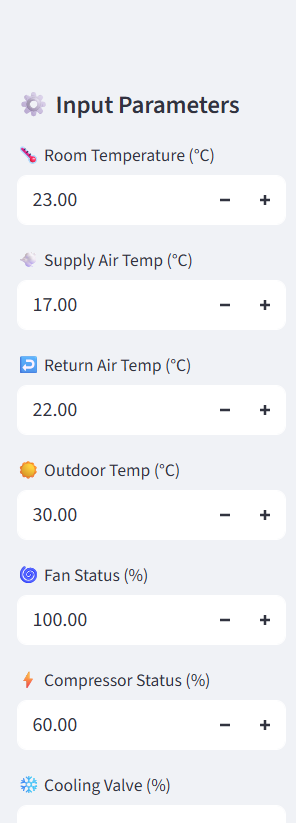 Input Parameters
Room Temperature (°C)
23.00
Supply Air Temp (°C)
17.00
Return Air Temp (°C)
22.00
Outdoor Temp (°C)
30.00
Fan Status (%)
100.00
Compressor Status (%)
60.00
Cooling Valve (%)